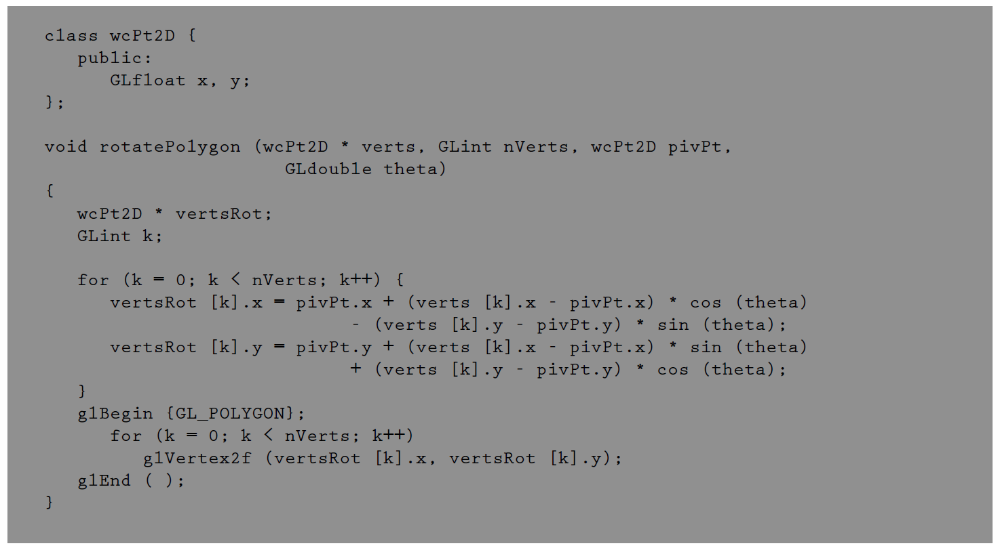 class wcPt2D {
   public:
      GLfloat x, y;
};

void rotatePolygon (wcPt2D * verts, GLint nVerts, wcPt2D pivPt,
                      GLdouble theta)
{
   wcPt2D * vertsRot;
   GLint k;

   for (k = 0; k < nVerts; k++) {
      vertsRot [k].x = pivPt.x + (verts [k].x - pivPt.x) * cos (theta)
                            - (verts [k].y - pivPt.y) * sin (theta);
      vertsRot [k].y = pivPt.y + (verts [k].x - pivPt.x) * sin (theta)
                            + (verts [k].y - pivPt.y) * cos (theta);
   }
   glBegin {GL_POLYGON};
      for (k = 0; k < nVerts; k++)
         glVertex2f (vertsRot [k].x, vertsRot [k].y);
   glEnd ( );
}